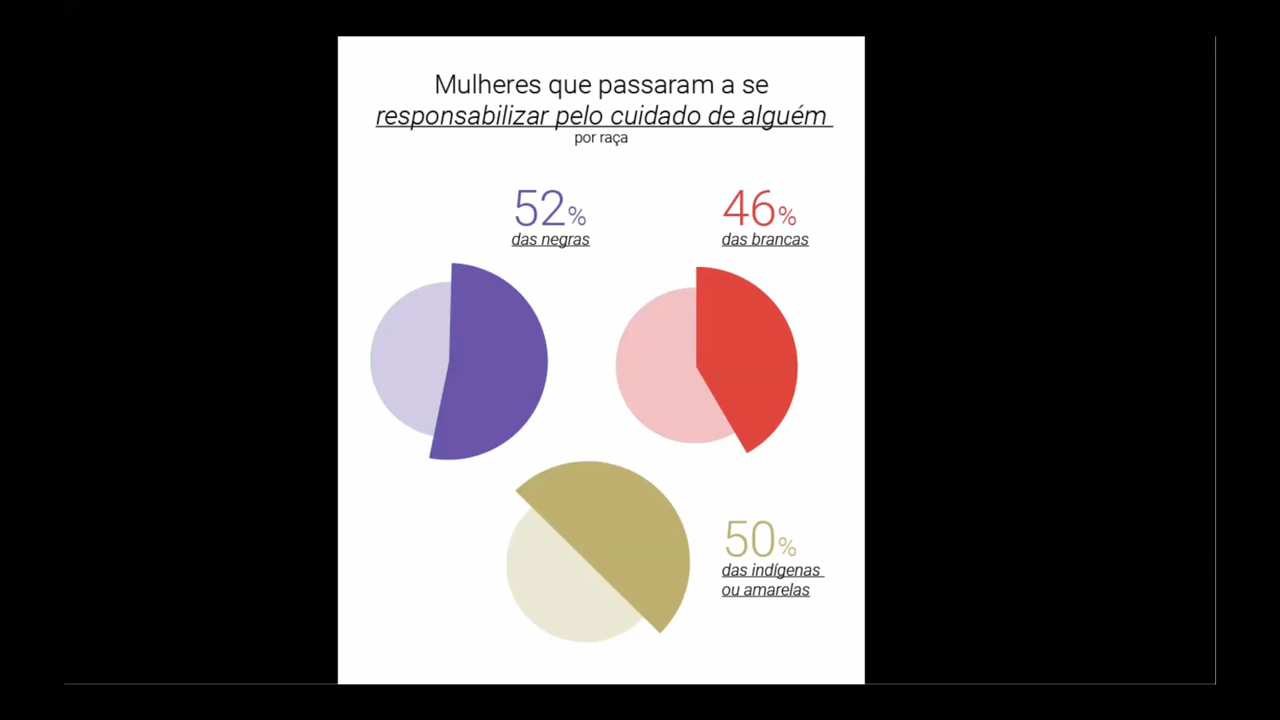 Mulheres que passaram a se
responsabilizar pelo cuidado de alguém
por raça
52%
das negras
46%
das brancas
50%
das indígenas
ou amarelas